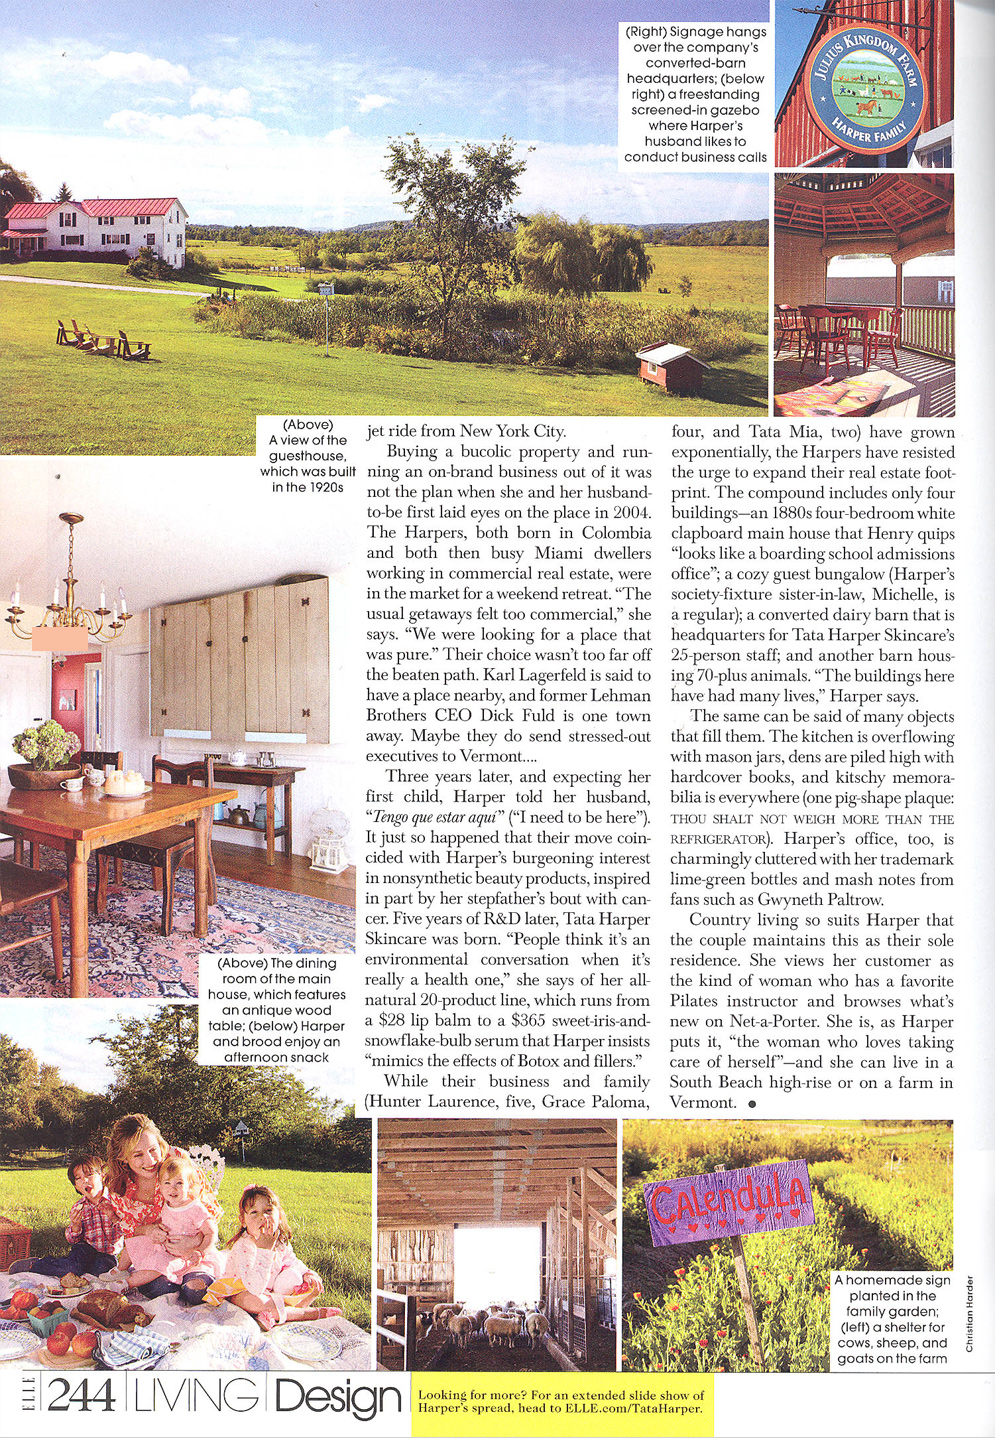 (Right) Signage hangs
over the company's
converted-barn
headquarters; (below
right) a freestanding
screened-in gazebo
where Harper's
husband likes to
conduct business calls
JULIUS KINGDOM FARM
HARPER FAMILY
(Above)
A view of the
guesthouse,
which was built
in the 1920s
jet ride from New York City.
Buying a bucolic property and run-
ning an on-brand business out of it was
not the plan when she and her husband-
to-be first laid eyes on the place in 2004.
The Harpers, both born in Colombia
and both then busy Miami dwellers
working in commercial real estate, were
in the market for a weekend retreat. “The
usual getaways felt too commercial,” she
says. “We were looking for a place that
was pure.” Their choice wasn't too far off
the beaten path. Karl Lagerfeld is said to
have a place nearby, and former Lehman
Brothers CEO Dick Fuld is one town
away. Maybe they do send stressed-out
executives to Vermont....
Three years later, and expecting her
first child, Harper told her husband,
“Tengo que estar aquí” (“I need to be here”).
It just so happened that their move coin-
cided with Harper's burgeoning interest
in nonsynthetic beauty products, inspired
in part by her stepfather's bout with can-
cer. Five years of R&D later, Tata Harper
Skincare was born. “People think it's an
environmental conversation when it's
really a health one,” she says of her all-
natural 20-product line, which runs from
a $28 lip balm to a $365 sweet-iris-and-
snowflake-bulb serum that Harper insists
“mimics the effects of Botox and fillers.”
While their business and family
(Hunter Laurence, five, Grace Paloma,
four, and Tata Mia, two) have grown
exponentially, the Harpers have resisted
the urge to expand their real estate foot-
print. The compound includes only four
buildings—an 1880s four-bedroom white
clapboard main house that Henry quips
“looks like a boarding school admissions
office”; a cozy guest bungalow (Harper's
society-fixture sister-in-law, Michelle, is
a regular); a converted dairy barn that is
headquarters for Tata Harper Skincare's
25-person staff; and another barn hous-
ing 70-plus animals. “The buildings here
have had many lives,” Harper says.
The same can be said of many objects
that fill them. The kitchen is overflowing
with mason jars, dens are piled high with
hardcover books, and kitschy memora-
bilia is everywhere (one pig-shape plaque:
THOU SHALT NOT WEIGH MORE THAN THE
REFRIGERATOR). Harper's office, too, is
charmingly cluttered with her trademark
lime-green bottles and mash notes from
fans such as Gwyneth Paltrow.
Country living so suits Harper that
the couple maintains this as their sole
residence. She views her customer as
the kind of woman who has a favorite
Pilates instructor and browses what's
new on Net-a-Porter. She is, as Harper
puts it, “the woman who loves taking
care of herself”—and she can live in a
South Beach high-rise or on a farm in
Vermont. ●
(Above) The dining
room of the main
house, which features
an antique wood
table; (below) Harper
and brood enjoy an
afternoon snack
CALENDULA
A homemade sign
planted in the
family garden;
(left) a shelter for
cows, sheep, and
goats on the farm
Christian Harder
ELLE 244 LIVING Design
Looking for more? For an extended slide show of
Harper's spread, head to ELLE.com/TataHarper.